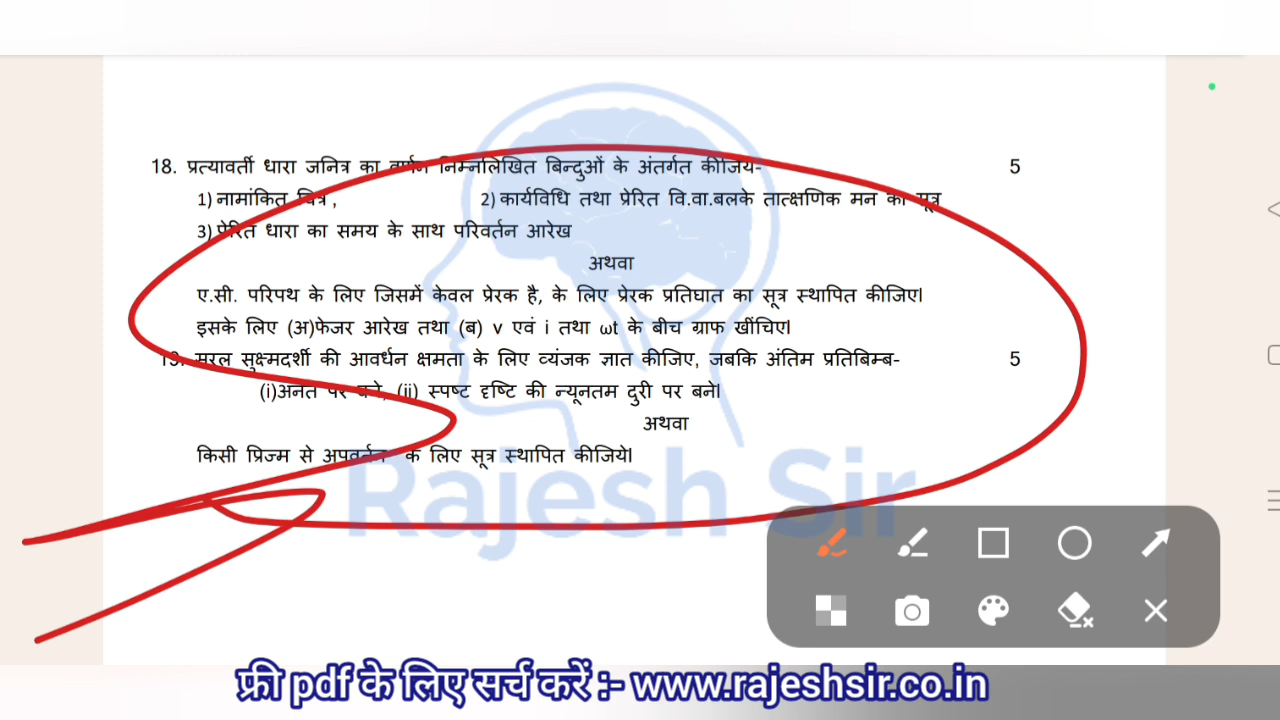 18. प्रत्यावर्ती धारा जनित्र का वर्णन निम्नलिखित बिन्दुओं के अंतर्गत कीजिये- 5
1) नामांकित चित्र , 2) कार्यविधि तथा प्रेरित वि.वा.बलके तात्क्षणिक मन का सूत्र
3) प्रेरित धारा का समय के साथ परिवर्तन आरेख
अथवा
ए.सी. परिपथ के लिए जिसमें केवल प्रेरक है, के लिए प्रेरक प्रतिघात का सूत्र स्थापित कीजिए।
इसके लिए (अ)फेजर आरेख तथा (ब) v एवं i तथा ωt के बीच ग्राफ खींचिए।
19. सरल सुक्ष्मदर्शी की आवर्धन क्षमता के लिए व्यंजक ज्ञात कीजिए, जबकि अंतिम प्रतिबिम्ब- 5
(i)अनंत पर बने, (ii) स्पष्ट दृष्टि की न्यूनतम दुरी पर बने।
अथवा
किसी प्रिज्म से अपवर्तन के लिए सूत्र स्थापित कीजिये।
Rajesh Sir
फ्री pdf के लिए सर्च करें :- www.rajeshsir.co.in